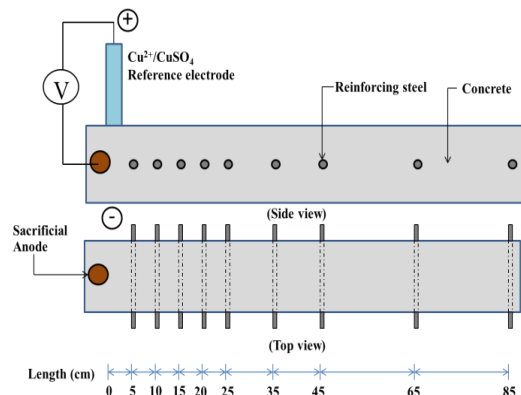 +
Cu²⁺/CuSO₄
Reference electrode
V
Reinforcing steel
Concrete
(Side view)
-
Sacrificial
Anode
(Top view)
Length (cm)
0 5 10 15 20 25 35 45 65 85